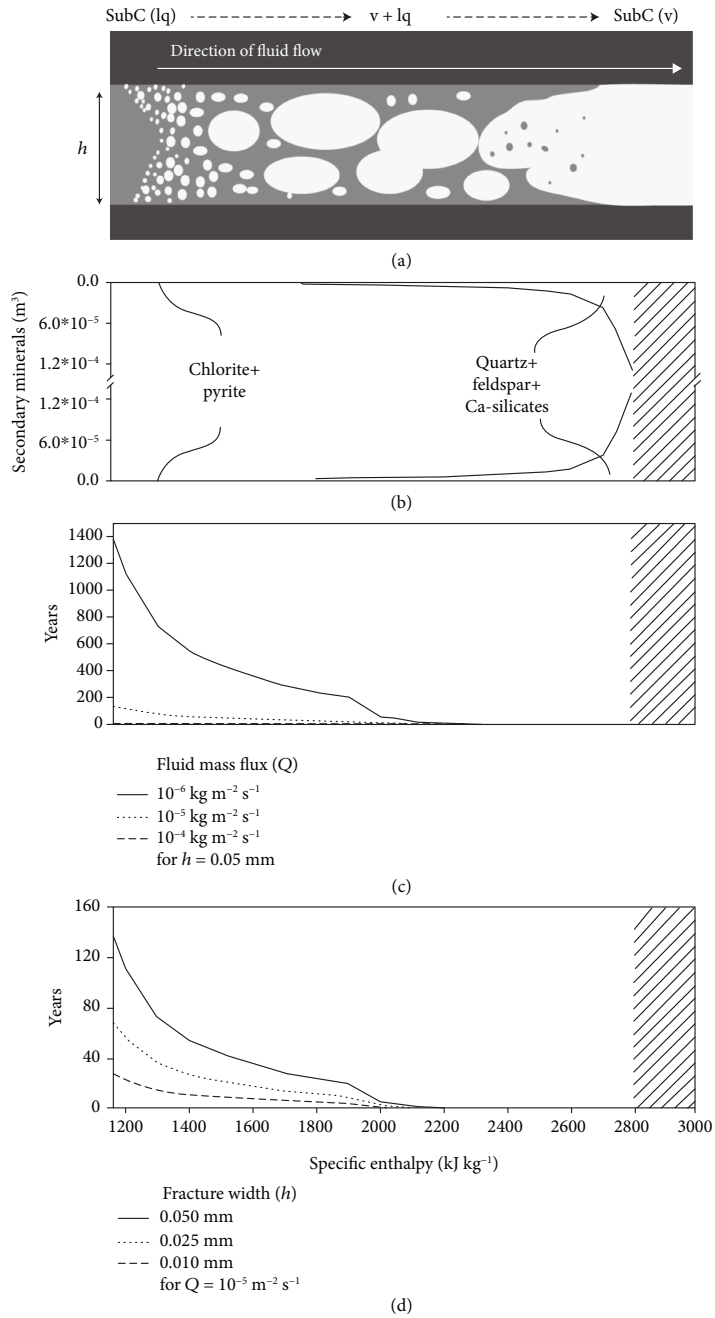 SubC (lq) v + lq SubC (v)
Direction of fluid flow
h
(a)
Secondary minerals (m³)
0.0
6.0*10⁻⁵
1.2*10⁻⁴
1.2*10⁻⁴
6.0*10⁻⁵
0.0
Chlorite+
pyrite
Quartz+
feldspar+
Ca-silicates
(b)
Years
1400
1200
1000
800
600
400
200
0
Fluid mass flux (Q)
10⁻⁶ kg m⁻² s⁻¹
10⁻⁵ kg m⁻² s⁻¹
10⁻⁴ kg m⁻² s⁻¹
for h = 0.05 mm
(c)
Years
160
120
80
40
0
1200 1400 1600 1800 2000 2200 2400 2600 2800 3000
Specific enthalpy (kJ kg⁻¹)
Fracture width (h)
0.050 mm
0.025 mm
0.010 mm
for Q = 10⁻⁵ m⁻² s⁻¹
(d)